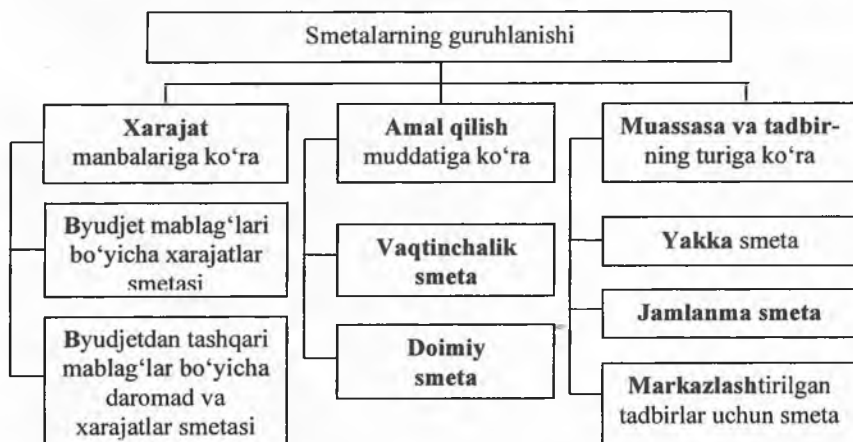 Smetalarning guruhlanishi
Xarajat
manbalariga ko‘ra
Byudjet mablag‘lari
bo‘yicha xarajatlar
smetasi
Byudjetdan tashqari
mablag‘lar bo‘yicha
daromad va
xarajatlar smetasi
Amal qilish
muddatiga ko‘ra
Vaqtinchalik
smeta
Doimiy
smeta
Muassasa va tadbir-
ning turiga ko‘ra
Yakka smeta
Jamlanma smeta
Markazlashtirilgan
tadbirlar uchun smeta